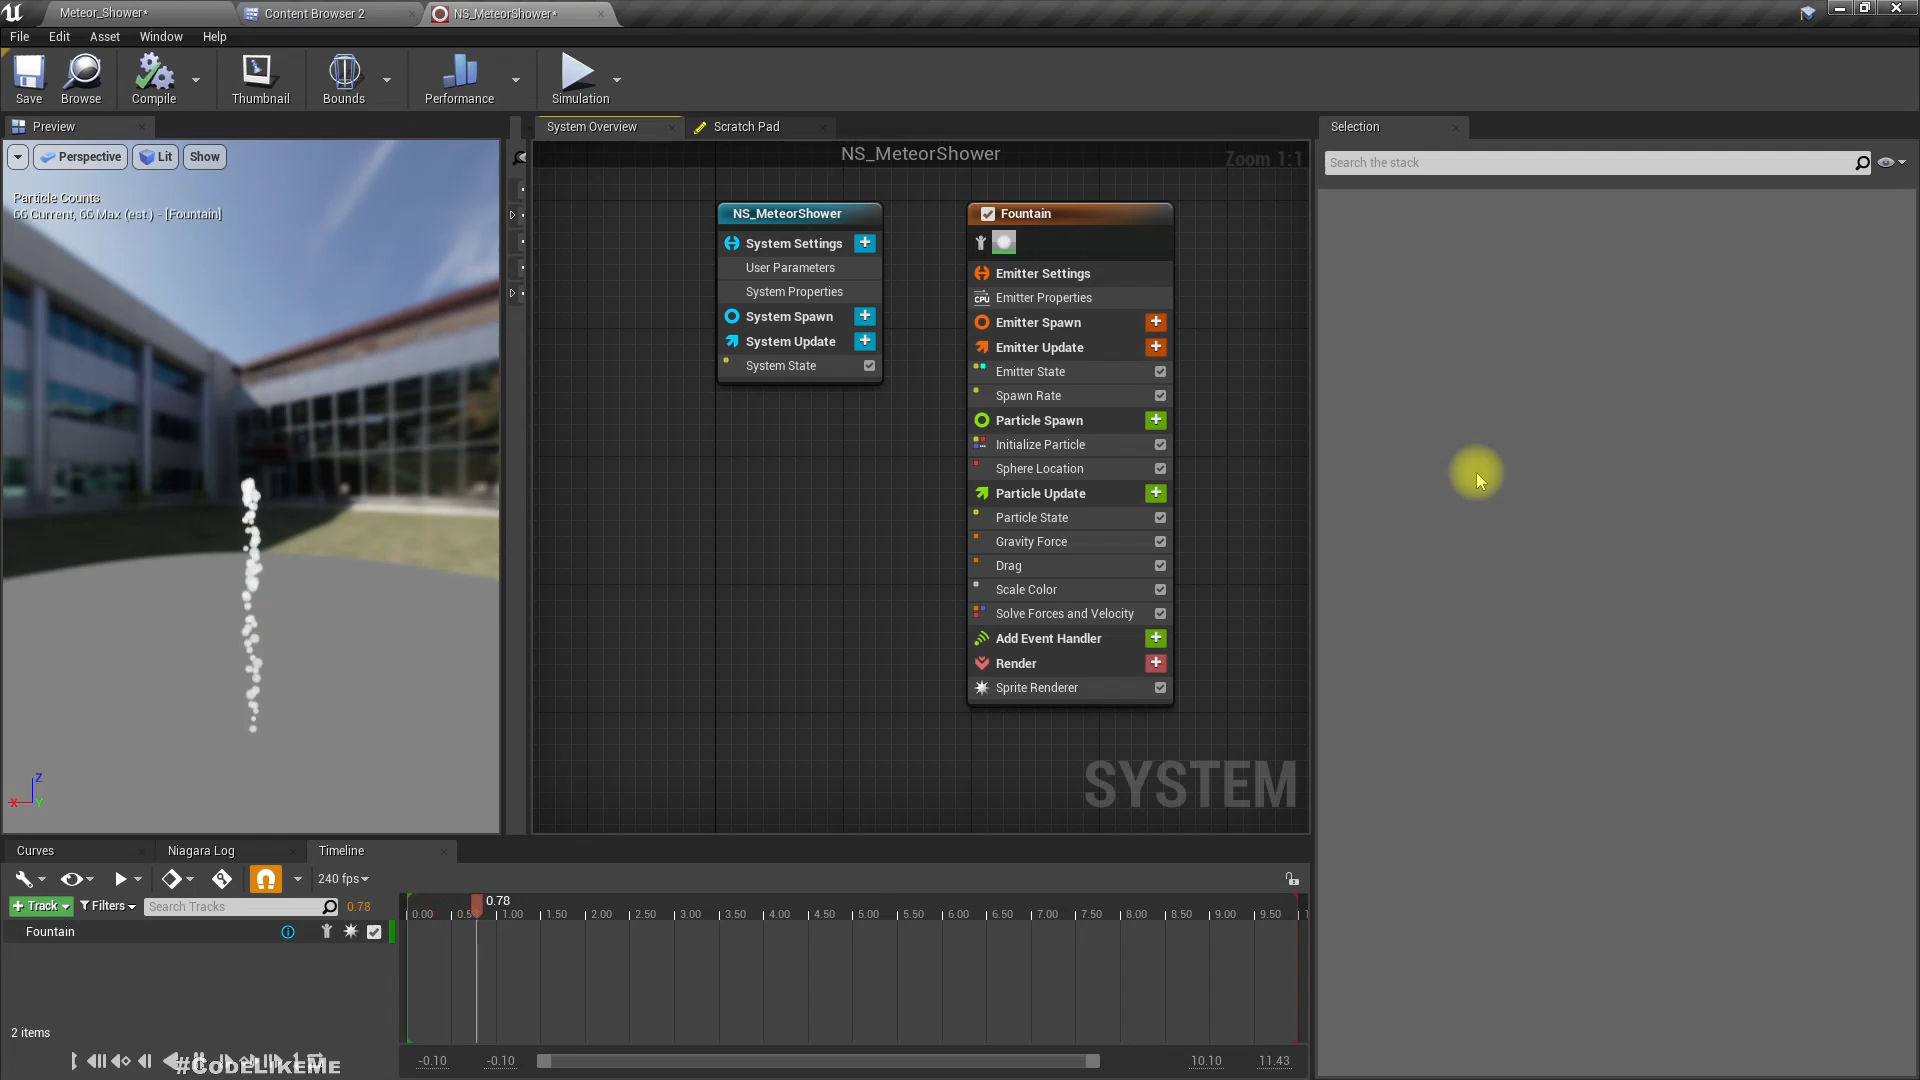 Meteor_Shower*
Content Browser 2
NS_MeteorShower*
File
Edit
Asset
Window
Help
Save
Browse
Compile
Thumbnail
Bounds
Performance
Simulation
Preview
System Overview
Scratch Pad
Selection
Perspective
Lit
Show
NS_MeteorShower
Zoom 1:1
Search the stack
Particle Counts
66 Current, 66 Max (est.) - [Fountain]
NS_MeteorShower
System Settings
User Parameters
System Properties
System Spawn
System Update
System State
Fountain
Emitter Settings
CPU
Emitter Properties
Emitter Spawn
Emitter Update
Emitter State
Spawn Rate
Particle Spawn
Initialize Particle
Sphere Location
Particle Update
Particle State
Gravity Force
Drag
Scale Color
Solve Forces and Velocity
Add Event Handler
Render
Sprite Renderer
SYSTEM
Z
X
Y
Curves
Niagara Log
Timeline
240 fps
Track
Filters
Search Tracks
0.78
0.78
0.00
1.00
1.50
2.00
2.50
3.00
3.50
4.00
4.50
5.00
5.50
6.00
6.50
7.00
7.50
8.00
8.50
9.00
9.50
Fountain
2 items
-0.10
-0.10
10.10
11.43
#CodeLikeMe